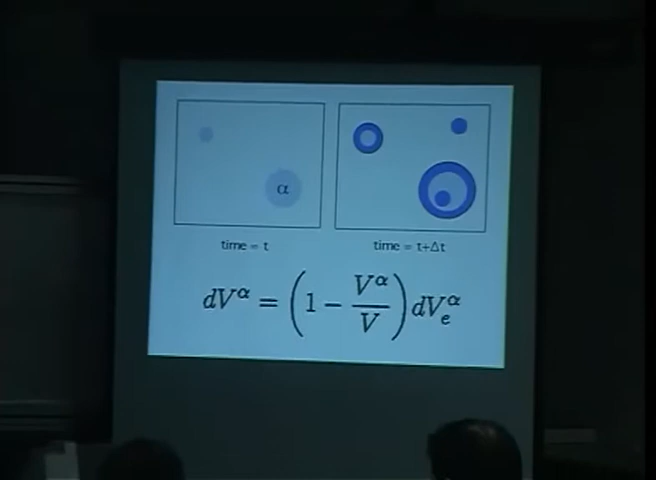 α
time = t
time = t+Δt
dV^α = (1 − V^α/V) dV_e^α